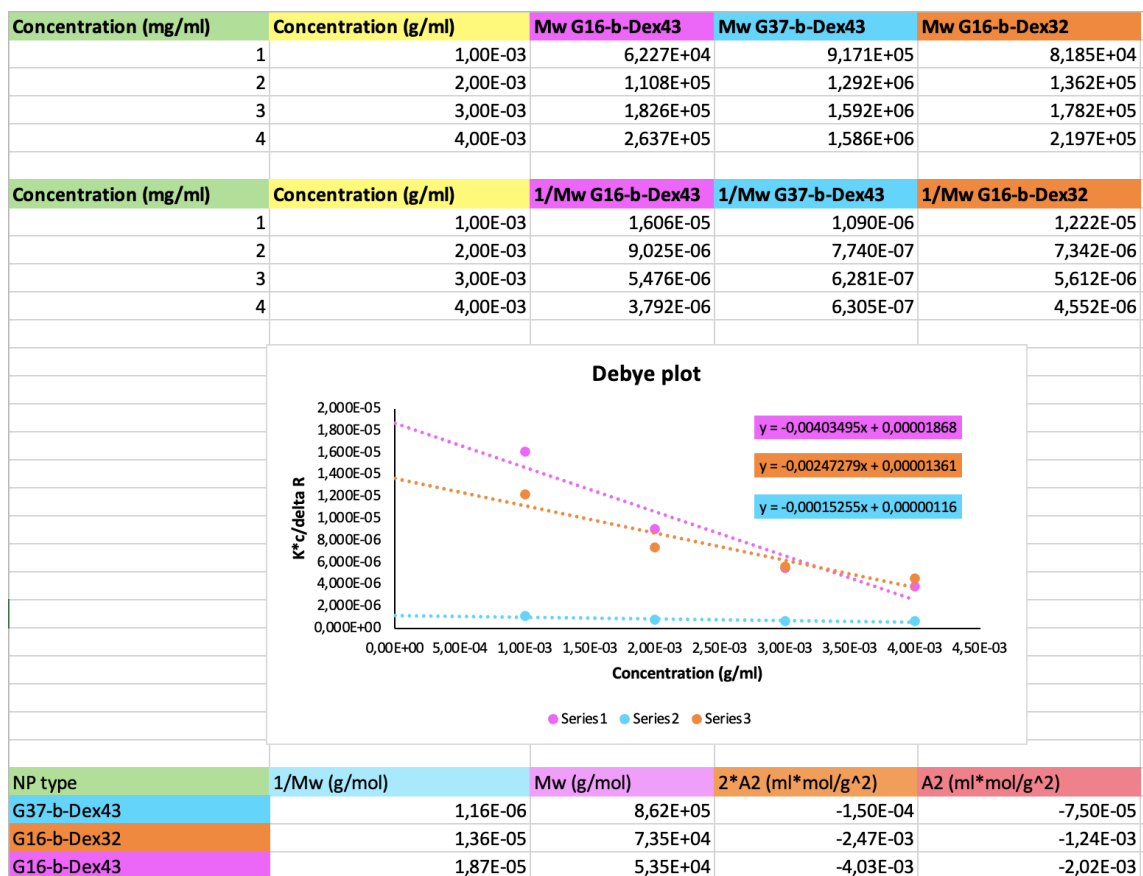 Concentration (mg/ml) Concentration (g/ml) Mw G16-b-Dex43 Mw G37-b-Dex43 Mw G16-b-Dex32
1 1,00E-03 6,227E+04 9,171E+05 8,185E+04
2 2,00E-03 1,108E+05 1,292E+06 1,362E+05
3 3,00E-03 1,826E+05 1,592E+06 1,782E+05
4 4,00E-03 2,637E+05 1,586E+06 2,197E+05
Concentration (mg/ml) Concentration (g/ml) 1/Mw G16-b-Dex43 1/Mw G37-b-Dex43 1/Mw G16-b-Dex32
1 1,00E-03 1,606E-05 1,090E-06 1,222E-05
2 2,00E-03 9,025E-06 7,740E-07 7,342E-06
3 3,00E-03 5,476E-06 6,281E-07 5,612E-06
4 4,00E-03 3,792E-06 6,305E-07 4,552E-06
Debye plot
K*c/delta R
2,000E-05
1,800E-05
1,600E-05
1,400E-05
1,200E-05
1,000E-05
8,000E-06
6,000E-06
4,000E-06
2,000E-06
0,000E+00
y = -0,00403495x + 0,00001868
y = -0,00247279x + 0,00001361
y = -0,00015255x + 0,00000116
0,00E+00 5,00E-04 1,00E-03 1,50E-03 2,00E-03 2,50E-03 3,00E-03 3,50E-03 4,00E-03 4,50E-03
Concentration (g/ml)
Series1 Series2 Series3
NP type 1/Mw (g/mol) Mw (g/mol) 2*A2 (ml*mol/g^2) A2 (ml*mol/g^2)
G37-b-Dex43 1,16E-06 8,62E+05 -1,50E-04 -7,50E-05
G16-b-Dex32 1,36E-05 7,35E+04 -2,47E-03 -1,24E-03
G16-b-Dex43 1,87E-05 5,35E+04 -4,03E-03 -2,02E-03